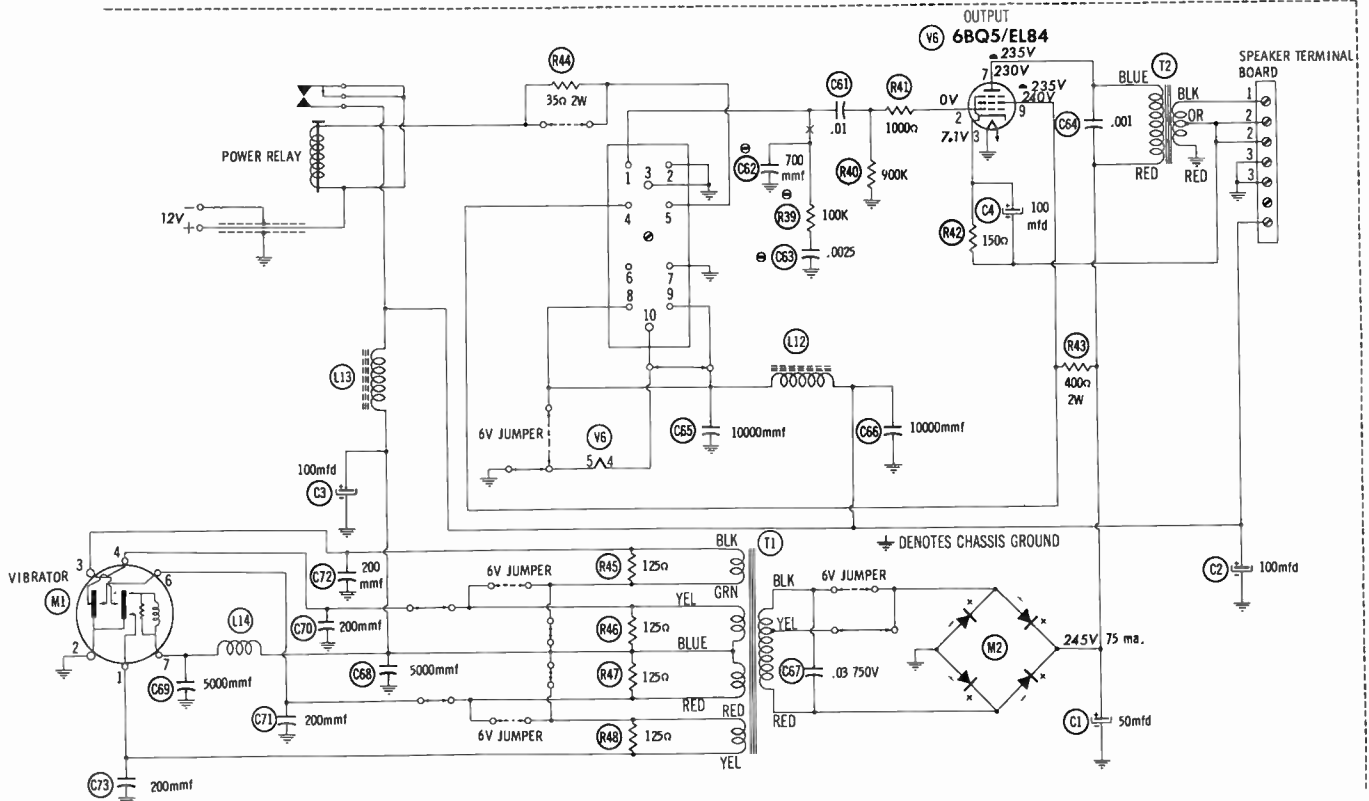 OUTPUT
V6 6BQ5/EL84
235V
7 230V
235V
240V
9
0V
2
7.1V 3
R44
35Ω 2W
C61
.01
R41
1000Ω
C64 .001
BLUE
T2
RED
RED
BLK
OR
SPEAKER TERMINAL
BOARD
1
2
2
3
3
POWER RELAY
12V
-
+
1 3 2
4 5
6 7
8 9
10
C62 700
mmf
R39 100K
C63 .0025
R40 900K
R42 150Ω
C4 100
mfd
L12
R43
400Ω
2W
L13
6V JUMPER
V6
5 4
C65 10000mmf
C66 10000mmf
100mfd
C3
DENOTES CHASSIS GROUND
C2 100mfd
VIBRATOR
M1
3 4 6
2 1 7
L14
C72 200
mmf
C70 200mmf
C69 5000mmf
C68 5000mmf
C71 200mmf
C73 200mmf
6V JUMPER
6V JUMPER
R45 125Ω
R46 125Ω
R47 125Ω
R48 125Ω
BLK
T1
GRN
YEL
BLUE
RED
RED
YEL
BLK
YEL
RED
6V JUMPER
C67 .03 750V
M2
245V 75 ma.
C1 50mfd